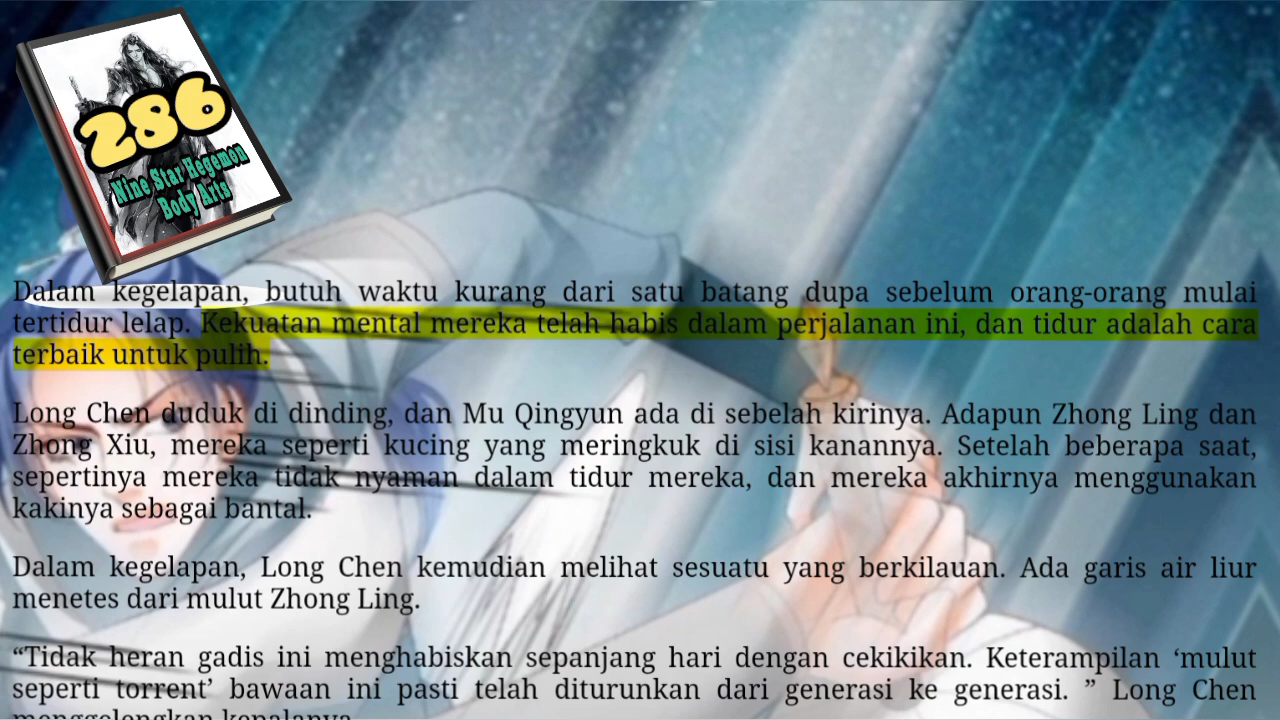 286
Nine Star Hegemon
Body Arts
Dalam kegelapan, butuh waktu kurang dari satu batang dupa sebelum orang-orang mulai
tertidur lelap. Kekuatan mental mereka telah habis dalam perjalanan ini, dan tidur adalah cara
terbaik untuk pulih.
Long Chen duduk di dinding, dan Mu Qingyun ada di sebelah kirinya. Adapun Zhong Ling dan
Zhong Xiu, mereka seperti kucing yang meringkuk di sisi kanannya. Setelah beberapa saat,
sepertinya mereka tidak nyaman dalam tidur mereka, dan mereka akhirnya menggunakan
kakinya sebagai bantal.
Dalam kegelapan, Long Chen kemudian melihat sesuatu yang berkilauan. Ada garis air liur
menetes dari mulut Zhong Ling.
“Tidak heran gadis ini menghabiskan sepanjang hari dengan cekikikan. Keterampilan ‘mulut
seperti torrent’ bawaan ini pasti telah diturunkan dari generasi ke generasi. ” Long Chen
menggelengkan kepalanya.